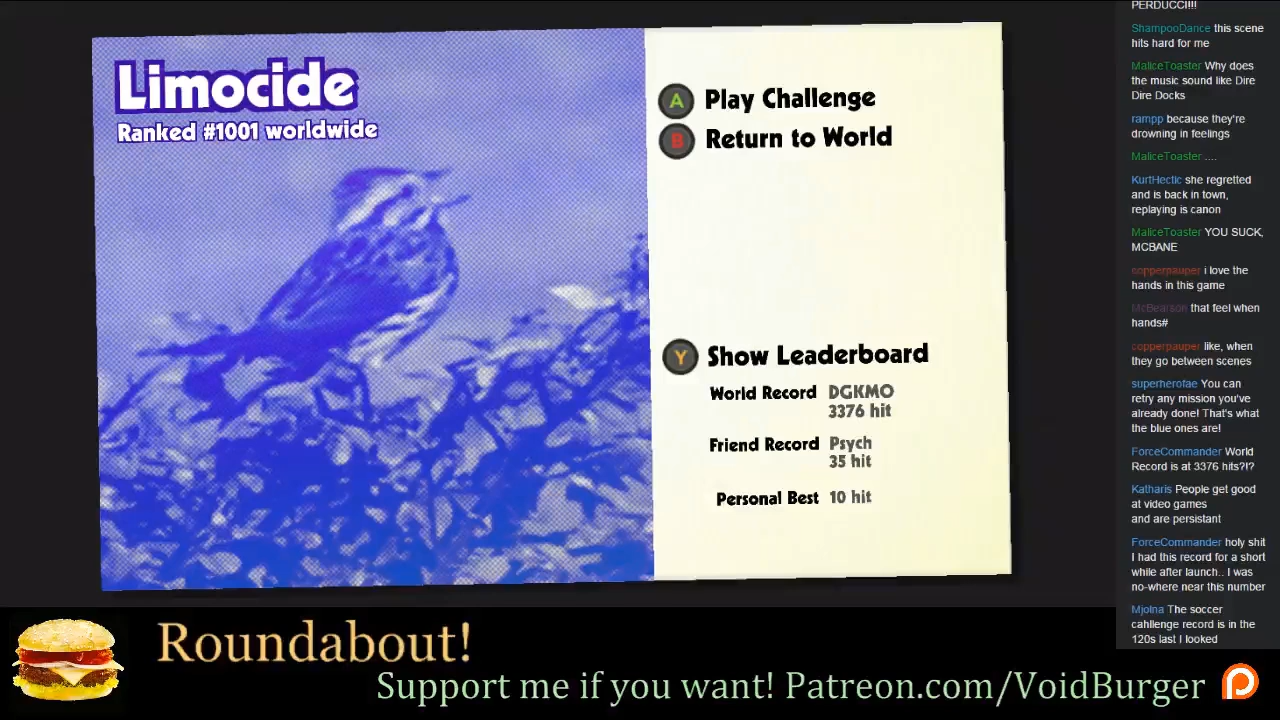 Limocide
Ranked #1001 worldwide
A Play Challenge
B Return to World
Y Show Leaderboard
World Record DGKMO
3376 hit
Friend Record Psych
35 hit
Personal Best 10 hit
PERDUCCI!!!!
ShampooDance this scene
hits hard for me
MaliceToaster Why does
the music sound like Dire
Dire Docks
rampp because they're
drowning in feelings
MaliceToaster ....
KurtHectic she regretted
and is back in town,
replaying is canon
MaliceToaster YOU SUCK,
MCBANE
copperpauper i love the
hands in this game
McBearson that feel when
hands#
copperpauper like, when
they go between scenes
superherofae You can
retry any mission you've
already done! That's what
the blue ones are!
ForceCommander World
Record is at 3376 hits?!?
Katharis People get good
at video games
and are persistant
ForceCommander holy shit
I had this record for a short
while after launch.. I was
no-where near this number
Mjolna The soccer
cahllenge record is in the
120s last I looked
Roundabout!
Support me if you want! Patreon.com/VoidBurger